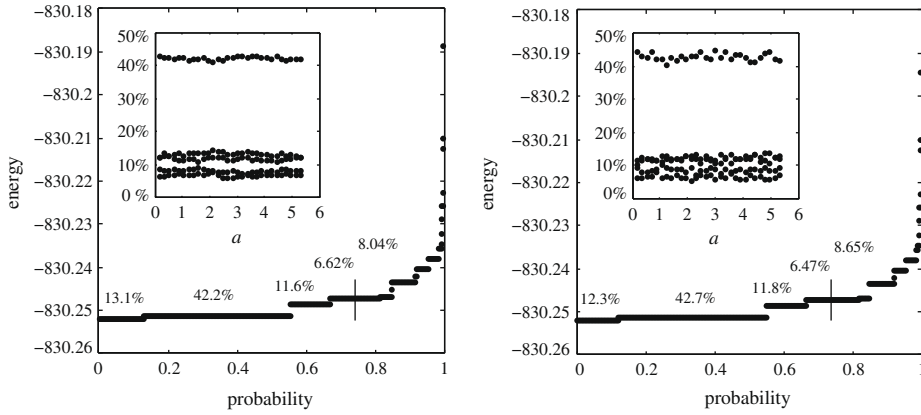 −830.18
−830.19
−830.20
−830.21
−830.22
−830.23
−830.24
−830.25
−830.26
energy
50%
40%
30%
20%
10%
0%
0 1 2 3 4 5 6
a
13.1% 42.2% 11.6% 6.62% 8.04%
0 0.2 0.4 0.6 0.8 1
probability
−830.18
−830.19
−830.20
−830.21
−830.22
−830.23
−830.24
−830.25
−830.26
energy
50%
40%
30%
20%
10%
0%
0 1 2 3 4 5 6
a
12.3% 42.7% 11.8% 6.47% 8.65%
0 0.2 0.4 0.6 0.8 1
probability